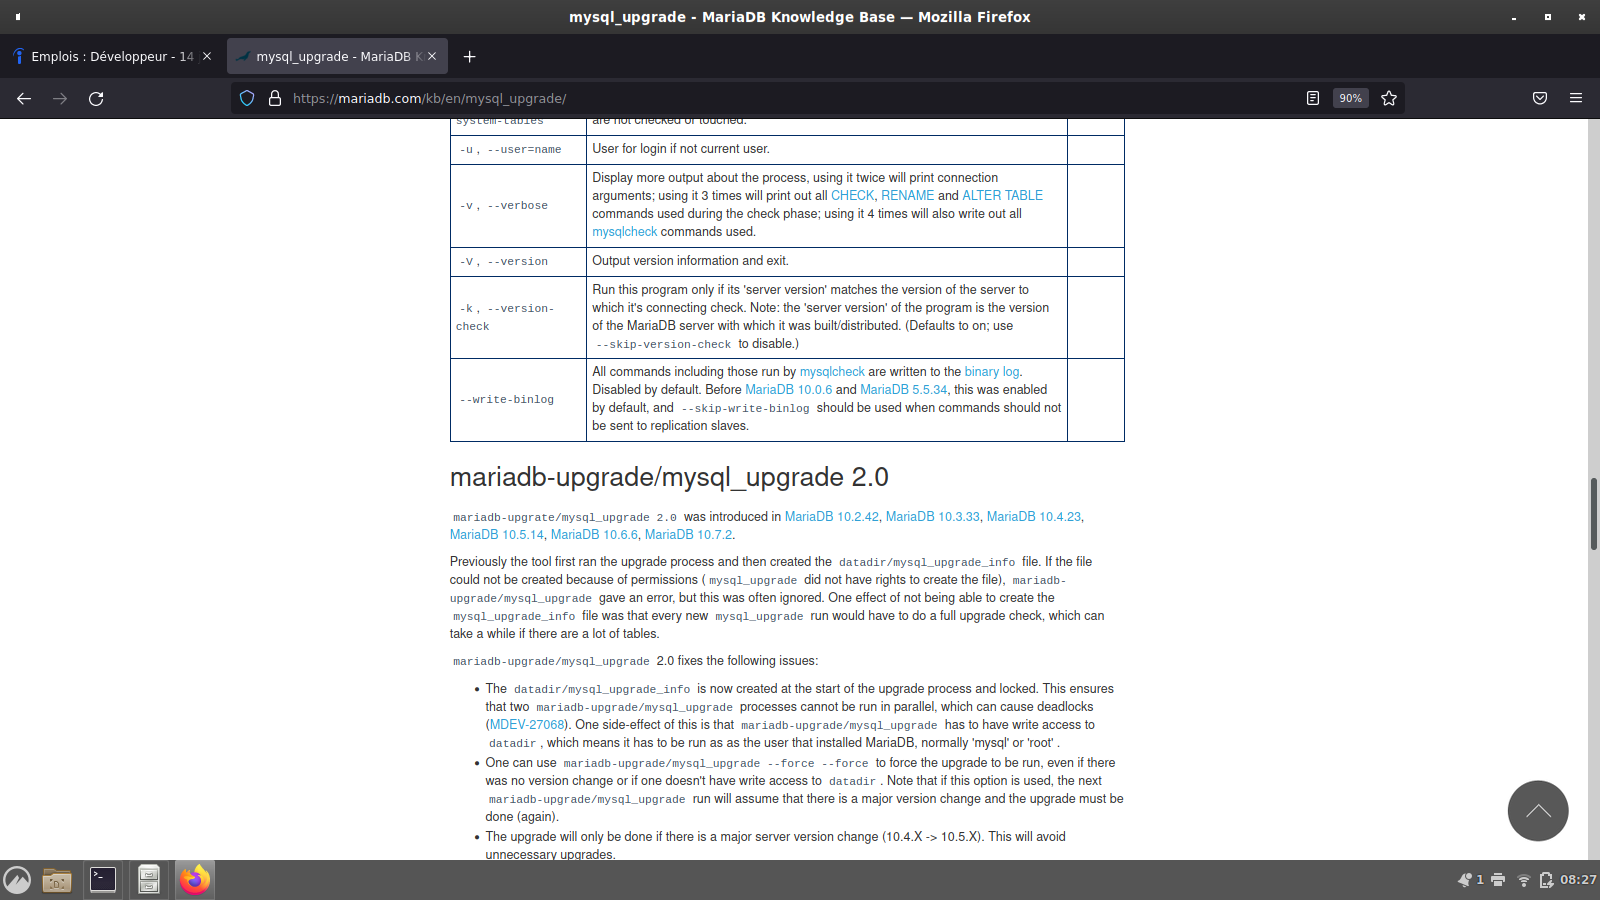 mysql_upgrade - MariaDB Knowledge Base — Mozilla Firefox
Emplois : Développeur - 14
mysql_upgrade - MariaDB K
https://mariadb.com/kb/en/mysql_upgrade/
90%
system-tables
are not checked or touched.
-u , --user=name
User for login if not current user.
-v , --verbose
Display more output about the process, using it twice will print connection
arguments; using it 3 times will print out all CHECK, RENAME and ALTER TABLE
commands used during the check phase; using it 4 times will also write out all
mysqlcheck commands used.
-V , --version
Output version information and exit.
-k , --version-
check
Run this program only if its 'server version' matches the version of the server to
which it's connecting check. Note: the 'server version' of the program is the version
of the MariaDB server with which it was built/distributed. (Defaults to on; use
--skip-version-check to disable.)
--write-binlog
All commands including those run by mysqlcheck are written to the binary log.
Disabled by default. Before MariaDB 10.0.6 and MariaDB 5.5.34, this was enabled
by default, and --skip-write-binlog should be used when commands should not
be sent to replication slaves.
mariadb-upgrade/mysql_upgrade 2.0
mariadb-upgrate/mysql_upgrade 2.0 was introduced in MariaDB 10.2.42, MariaDB 10.3.33, MariaDB 10.4.23,
MariaDB 10.5.14, MariaDB 10.6.6, MariaDB 10.7.2.
Previously the tool first ran the upgrade process and then created the datadir/mysql_upgrade_info file. If the file
could not be created because of permissions ( mysql_upgrade did not have rights to create the file), mariadb-
upgrade/mysql_upgrade gave an error, but this was often ignored. One effect of not being able to create the
mysql_upgrade_info file was that every new mysql_upgrade run would have to do a full upgrade check, which can
take a while if there are a lot of tables.
mariadb-upgrade/mysql_upgrade 2.0 fixes the following issues:
• The datadir/mysql_upgrade_info is now created at the start of the upgrade process and locked. This ensures
that two mariadb-upgrade/mysql_upgrade processes cannot be run in parallel, which can cause deadlocks
(MDEV-27068). One side-effect of this is that mariadb-upgrade/mysql_upgrade has to have write access to
datadir , which means it has to be run as as the user that installed MariaDB, normally 'mysql' or 'root' .
• One can use mariadb-upgrade/mysql_upgrade --force --force to force the upgrade to be run, even if there
was no version change or if one doesn't have write access to datadir . Note that if this option is used, the next
mariadb-upgrade/mysql_upgrade run will assume that there is a major version change and the upgrade must be
done (again).
• The upgrade will only be done if there is a major server version change (10.4.X -> 10.5.X). This will avoid
unnecessary upgrades.
1
08:27